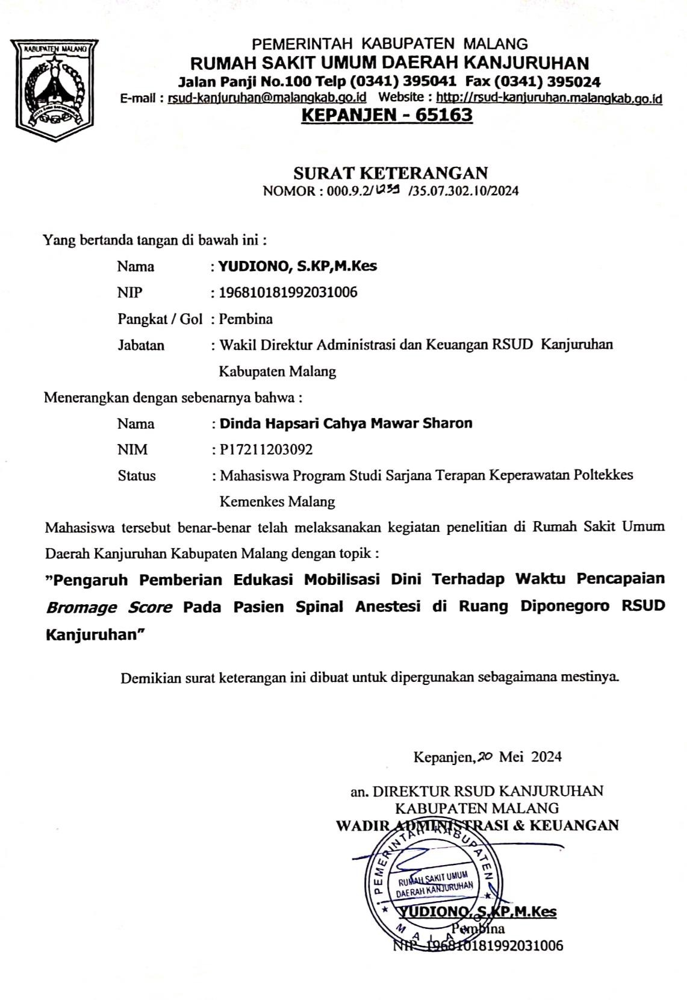 KABUPATEN MALANG
PEMERINTAH KABUPATEN MALANG
RUMAH SAKIT UMUM DAERAH KANJURUHAN
Jalan Panji No.100 Telp (0341) 395041 Fax (0341) 395024
E-mail : rsud-kanjuruhan@malangkab.go.id Website : http://rsud-kanjuruhan.malangkab.go.id
KEPANJEN - 65163
SURAT KETERANGAN
NOMOR : 000.9.2/1239 /35.07.302.10/2024
Yang bertanda tangan di bawah ini :
Nama : YUDIONO, S.KP,M.Kes
NIP : 196810181992031006
Pangkat / Gol : Pembina
Jabatan : Wakil Direktur Administrasi dan Keuangan RSUD Kanjuruhan
Kabupaten Malang
Menerangkan dengan sebenarnya bahwa :
Nama : Dinda Hapsari Cahya Mawar Sharon
NIM : P17211203092
Status : Mahasiswa Program Studi Sarjana Terapan Keperawatan Poltekkes
Kemenkes Malang
Mahasiswa tersebut benar-benar telah melaksanakan kegiatan penelitian di Rumah Sakit Umum
Daerah Kanjuruhan Kabupaten Malang dengan topik :
”Pengaruh Pemberian Edukasi Mobilisasi Dini Terhadap Waktu Pencapaian
Bromage Score Pada Pasien Spinal Anestesi di Ruang Diponegoro RSUD
Kanjuruhan”
Demikian surat keterangan ini dibuat untuk dipergunakan sebagaimana mestinya.
Kepanjen, 20 Mei 2024
an. DIREKTUR RSUD KANJURUHAN
KABUPATEN MALANG
WADIR ADMINISTRASI & KEUANGAN
PEMERINTAH KABUPATEN
RUMAH SAKIT UMUM
DAERAH KANJURUHAN
MALANG
YUDIONO, S.KP,M.Kes
Pembina
NIP 196810181992031006